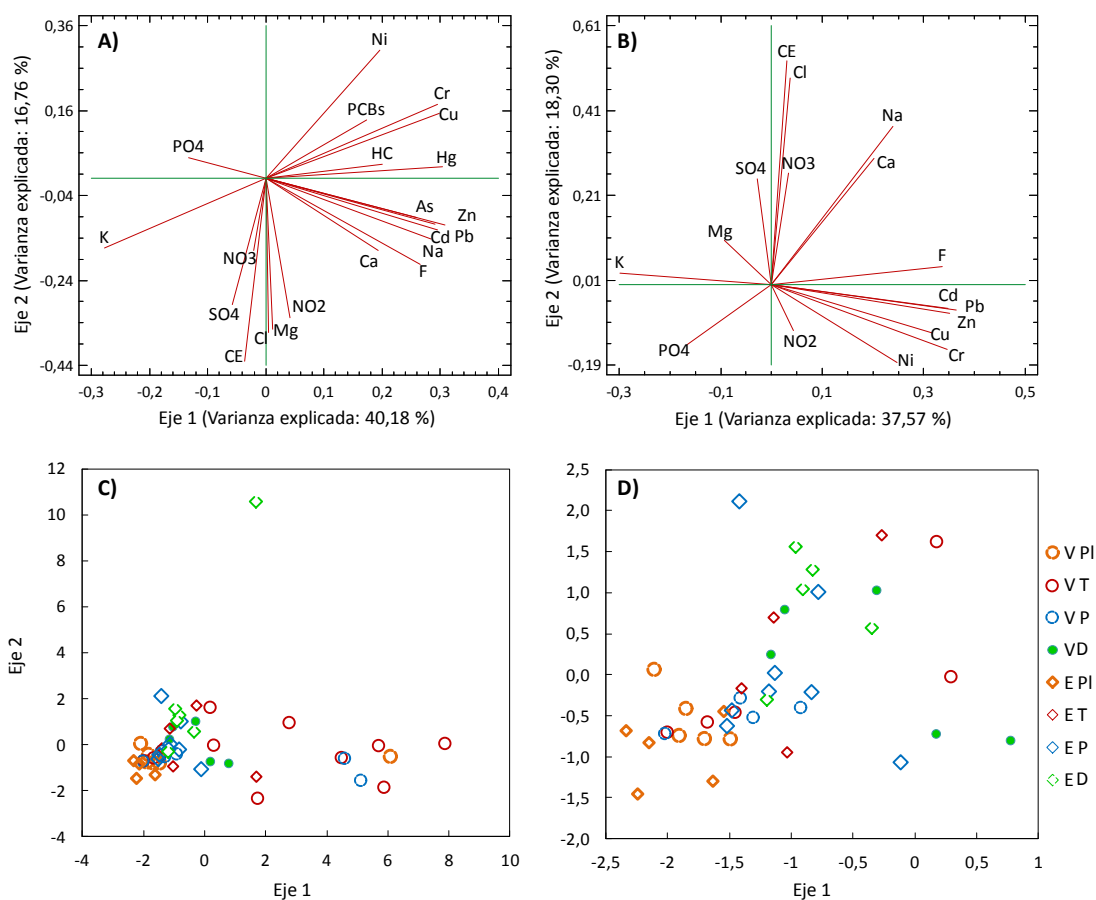 A)
0,36
0,16
-0,04
-0,24
-0,44
Eje 2 (Varianza explicada: 16,76 %)
Ni
Cr
PCBs
Cu
PO4
HC
Hg
As
Zn
K
Cd Pb
Na
NO3
Ca
F
SO4
NO2
Cl
Mg
CE
-0,3
-0,2
-0,1
0
0,1
0,2
0,3
0,4
Eje 1 (Varianza explicada: 40,18 %)
B)
0,61
0,41
0,21
0,01
-0,19
Eje 2 (Varianza explicada: 18,30 %)
CE
Cl
Na
SO4
NO3
Ca
Mg
F
K
Cd
Pb
Zn
Cu
PO4
NO2
Cr
Ni
-0,3
-0,1
0,1
0,3
0,5
Eje 1 (Varianza explicada: 37,57 %)
C)
12
10
8
6
4
2
0
-2
-4
Eje 2
-4
-2
0
2
4
6
8
10
Eje 1
D)
2,5
2,0
1,5
1,0
0,5
0,0
-0,5
-1,0
-1,5
-2,0
-2,5
-2
-1,5
-1
-0,5
0
0,5
1
Eje 1
V Pl
V T
V P
VD
E Pl
E T
E P
E D